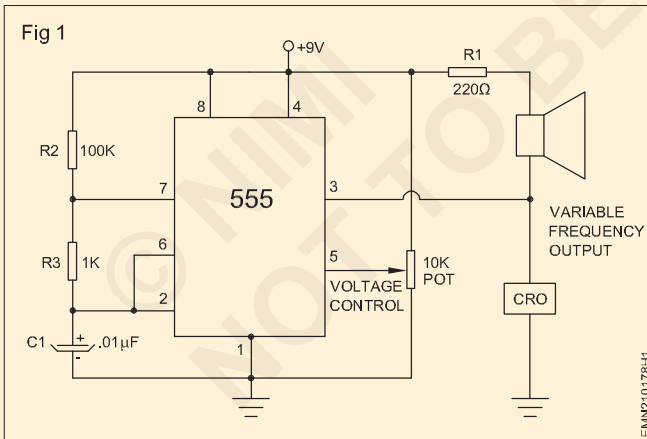 Fig 1
+9V
R1
220Ω
8
4
R2
100K
7
555
3
VARIABLE
FREQUENCY
OUTPUT
6
R3
1K
5
10K
POT
VOLTAGE
CONTROL
2
CRO
C1
+
.01µF
-
1
EMN210178H1
© NIMI
NOT TO BE